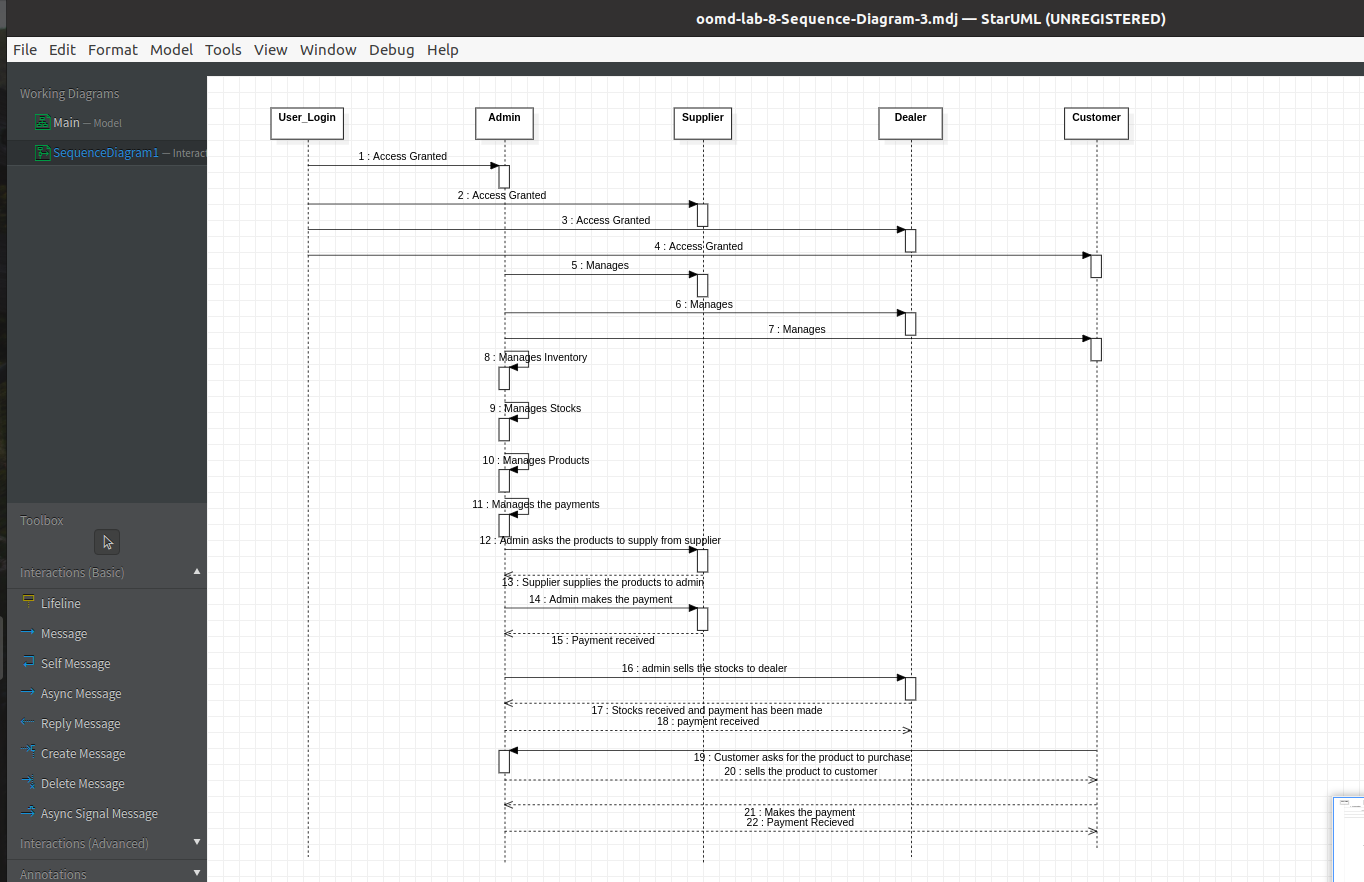 oomd-lab-8-Sequence-Diagram-3.mdj — StarUML (UNREGISTERED)
File Edit Format Model Tools View Window Debug Help
Working Diagrams
Main — Model
SequenceDiagram1 — Interact
Toolbox
Interactions (Basic)
Lifeline
Message
Self Message
Async Message
Reply Message
Create Message
Delete Message
Async Signal Message
Interactions (Advanced)
Annotations
User_Login Admin Supplier Dealer Customer
1 : Access Granted
2 : Access Granted
3 : Access Granted
4 : Access Granted
5 : Manages
6 : Manages
7 : Manages
8 : Manages Inventory
9 : Manages Stocks
10 : Manages Products
11 : Manages the payments
12 : Admin asks the products to supply from supplier
13 : Supplier supplies the products to admin
14 : Admin makes the payment
15 : Payment received
16 : admin sells the stocks to dealer
17 : Stocks received and payment has been made
18 : payment received
19 : Customer asks for the product to purchase
20 : sells the product to customer
21 : Makes the payment
22 : Payment Recieved